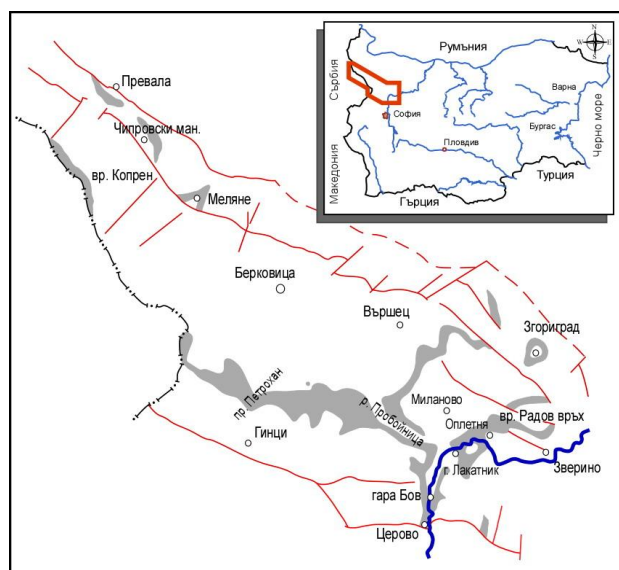 Румъния
N
W
E
S
Сърбия
Варна
София
Бургас
Черно море
Пловдив
Македония
Турция
Гърция
Превала
Чипровски ман.
вр. Копрен
Меляне
Берковица
Вършец
Згориград
пр. Петрохан
р. Пробойница
Миланово
вр. Радов връх
Оплетня
Гинци
г. Лакатник
Зверино
гара Бов
Церово